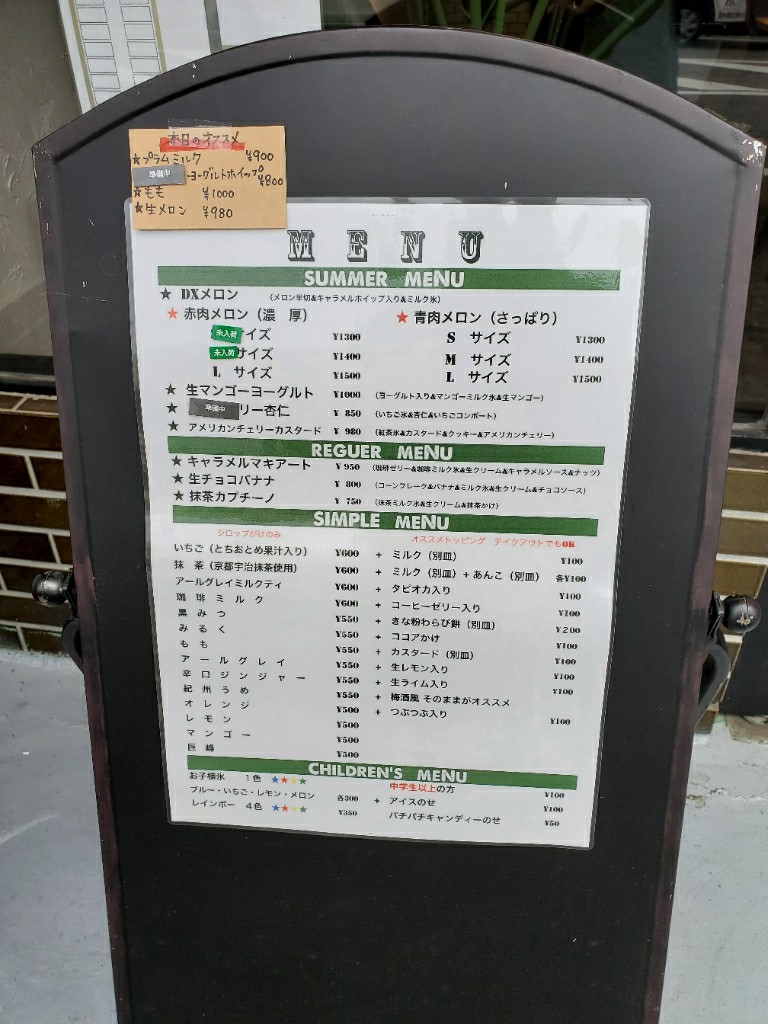 本日のオススメ
★プラムミルク ¥900
準備中 ーヨーグルトホイップ ¥800
★もも ¥1000
★生メロン ¥980
MENU
SUMMER MENU
★ DXメロン (メロン半切&キャラメルホイップ入り&ミルク氷)
★赤肉メロン(濃 厚) ★青肉メロン(さっぱり)
未入荷 イズ ¥1300 S サイズ ¥1300
未入荷 サイズ ¥1400 M サイズ ¥1400
L サイズ ¥1500 L サイズ ¥1500
★ 生マンゴーヨーグルト ¥1000 (ヨーグルト入り&マンゴーミルク氷&生マンゴー)
★ 準備中 リー杏仁 ¥ 850 (いちご氷&杏仁&いちごコンポート)
★ アメリカンチェリーカスタード ¥ 980 (紅茶氷&カスタード&クッキー&アメリカンチェリー)
REGUER MENU
★ キャラメルマキアート ¥ 950 (珈琲ゼリー&珈琲ミルク氷&生クリーム&キャラメルソース&ナッツ)
★ 生チョコバナナ ¥ 800 (コーンフレーク&バナナ&ミルク氷&生クリーム&チョコソース)
★ 抹茶カプチーノ ¥ 750 (抹茶ミルク氷&生クリーム&抹茶かけ)
SIMPLE MENU
シロップがけのみ オススメトッピング テイクアウトでもOK
いちご(とちおとめ果汁入り) ¥600 + ミルク(別皿) ¥100
抹 茶(京都宇治抹茶使用) ¥600 + ミルク(別皿)+あんこ(別皿) 各¥100
アールグレイミルクティ ¥600 + タピオカ入り ¥100
珈 琲 ミ ル ク ¥600 + コーヒーゼリー入り ¥100
黒 み つ ¥550 + きな粉わらび餅(別皿) ¥200
み る く ¥550 + ココアかけ ¥100
も も ¥550 + カスタード(別皿) ¥100
ア ー ル グ レ イ ¥550 + 生レモン入り ¥100
辛 口 ジ ン ジ ャ ー ¥550 + 生ライム入り ¥100
紀 州 う め ¥550 + 梅酒風 そのままがオススメ
オ レ ン ジ ¥500 + つぶつぶ入り ¥100
レ モ ン ¥500
マ ン ゴ ー ¥500
巨 峰 ¥500
CHILDREN'S MENU
お子様氷 1色 ★★★★ 中学生以上の方 ¥100
ブルー・いちご・レモン・メロン 各300 + アイスのせ ¥100
レインボー 4色 ★★★★ ¥350 パチパチキャンディーのせ ¥50